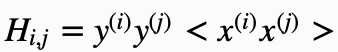 H_{i,j} = y^{(i)}y^{(j)} < x^{(i)}x^{(j)} >